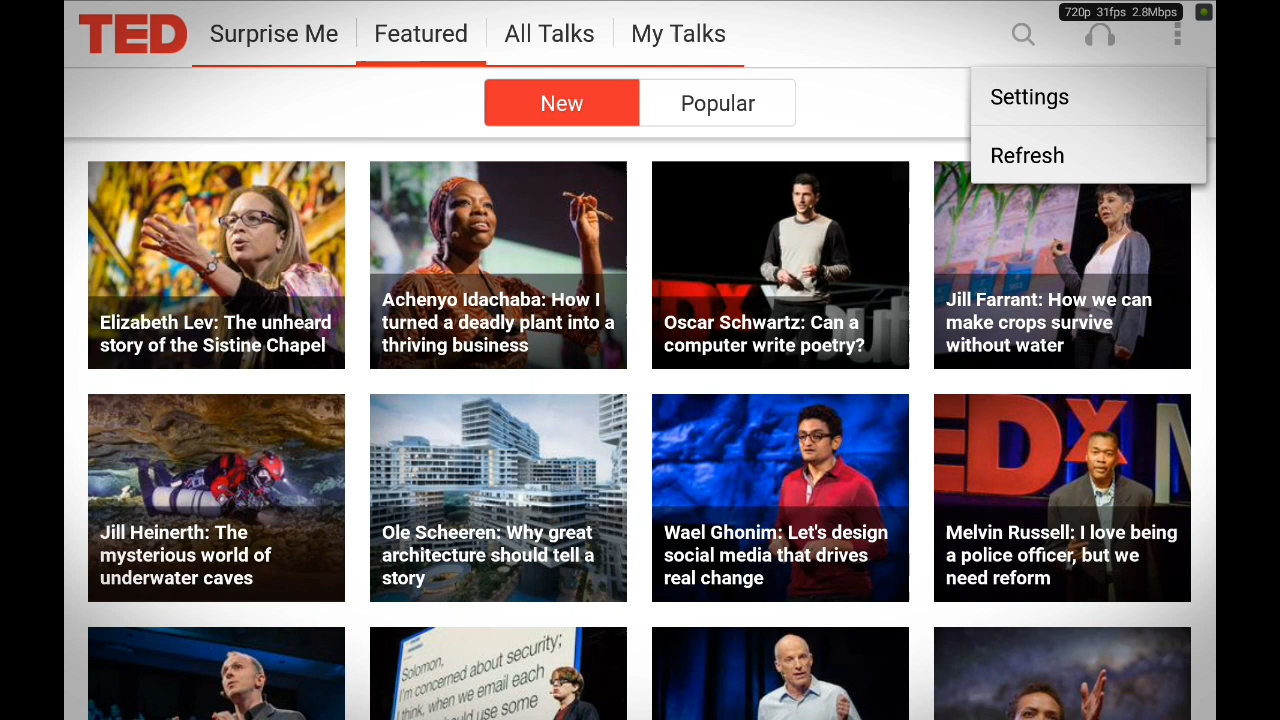 720p 31fps 2.8Mbps
TED Surprise Me Featured All Talks My Talks
New Popular
Settings
Refresh
Elizabeth Lev: The unheard
story of the Sistine Chapel
Achenyo Idachaba: How I
turned a deadly plant into a
thriving business
EDX
Oscar Schwartz: Can a
computer write poetry?
Jill Farrant: How we can
make crops survive
without water
Jill Heinerth: The
mysterious world of
underwater caves
Ole Scheeren: Why great
architecture should tell a
story
Wael Ghonim: Let's design
social media that drives
real change
EDX
Melvin Russell: I love being
a police officer, but we
need reform
Solomon,
I'm concerned about security;
I think, when we email each
should use some